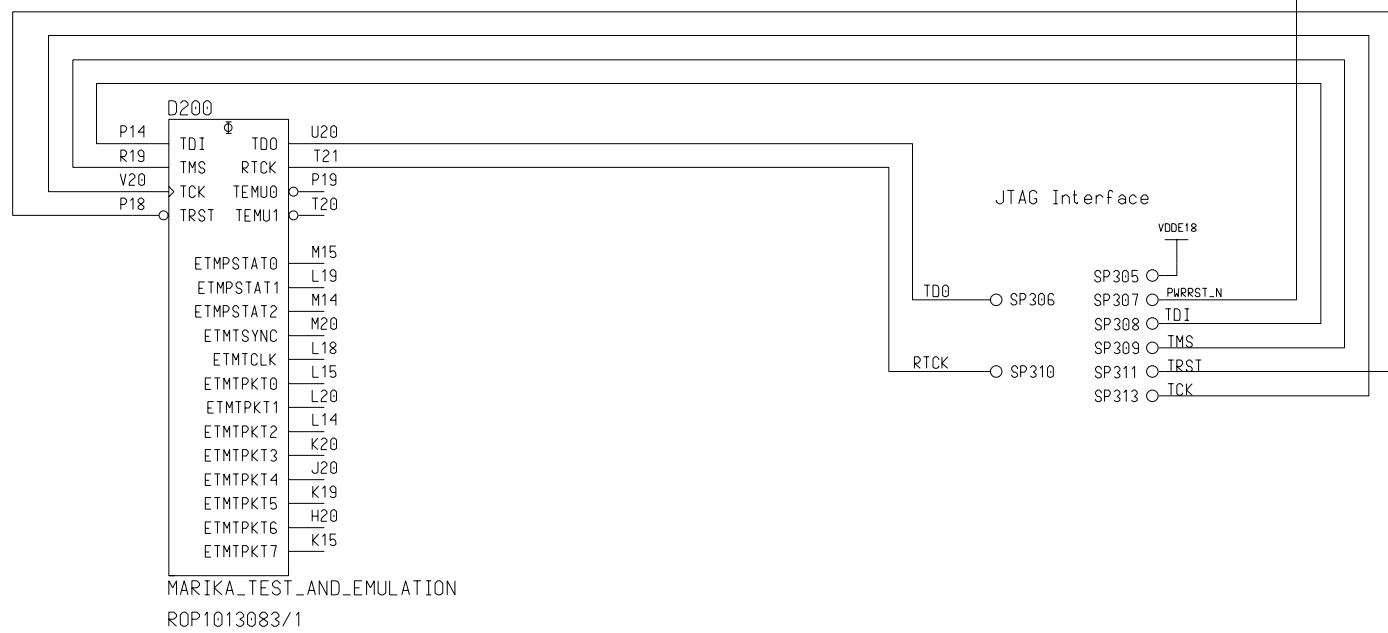 D200
Φ
P14 TDI TDO U20
R19 TMS RTCK T21
V20 TCK TEMU0 P19
P18 TRST TEMU1 T20
ETMPSTAT0 M15
ETMPSTAT1 L19
ETMPSTAT2 M14
ETMTSYNC M20
ETMTCLK L18
ETMTPKT0 L15
ETMTPKT1 L20
ETMTPKT2 L14
ETMTPKT3 K20
ETMTPKT4 J20
ETMTPKT5 K19
ETMTPKT6 H20
ETMTPKT7 K15
MARIKA_TEST_AND_EMULATION
ROP1013083/1
JTAG Interface
VDDE18
SP305
TDO SP306 SP307 PWRRST_N
SP308 TDI
SP309 TMS
RTCK SP310 SP311 TRST
SP313 TCK